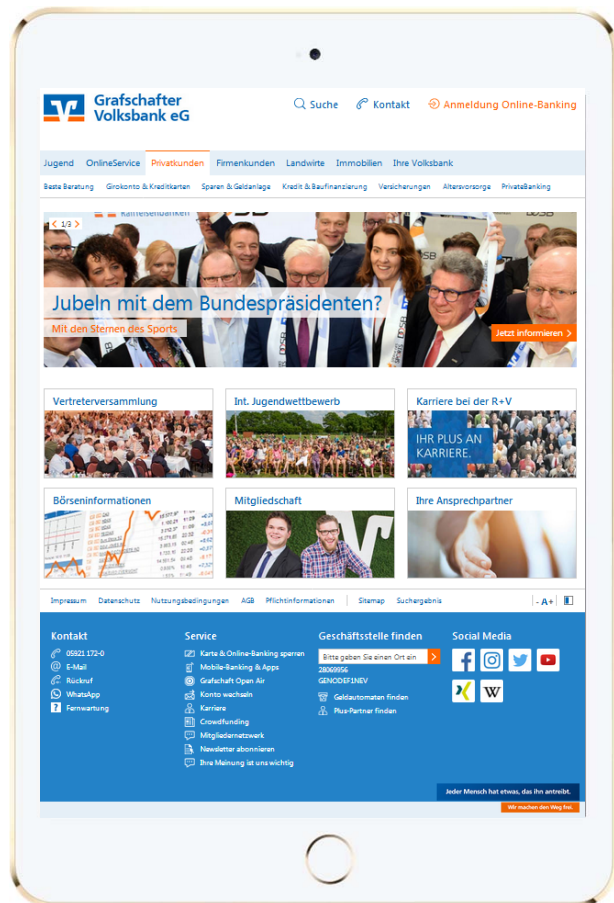 Grafschafter
Volksbank eG
Suche
Kontakt
Anmeldung Online-Banking
Jugend OnlineService Privatkunden Firmenkunden Landwirte Immobilien Ihre Volksbank
Beste Beratung Girokonto & Kreditkarten Sparen & Geldanlage Kredit & Baufinanzierung Versicherungen Altersvorsorge PrivateBanking
1/3
Raiffeisenbanken
Jubeln mit dem Bundespräsidenten?
Mit den Sternen des Sports
Jetzt informieren
DOSB
Vertreterversammlung
Int. Jugendwettbewerb
Karriere bei der R+V
IHR PLUS AN
KARRIERE.
Börseninformationen
Mitgliedschaft
Ihre Ansprechpartner
Impressum Datenschutz Nutzungsbedingungen AGB Pflichtinformationen | Sitemap Suchergebnis
- A+ |
Kontakt
05921 172-0
E-Mail
Rückruf
WhatsApp
Fernwartung
Service
Karte & Online-Banking sperren
Mobile-Banking & Apps
Grafschaft Open Air
Konto wechseln
Karriere
Crowdfunding
Mitgliedernetzwerk
Newsletter abonnieren
Ihre Meinung ist uns wichtig
Geschäftsstelle finden
Bitte geben Sie einen Ort ein
28069956
GENODEF1NEV
Geldautomaten finden
Plus-Partner finden
Social Media
W
Jeder Mensch hat etwas, das ihn antreibt.
Wir machen den Weg frei.